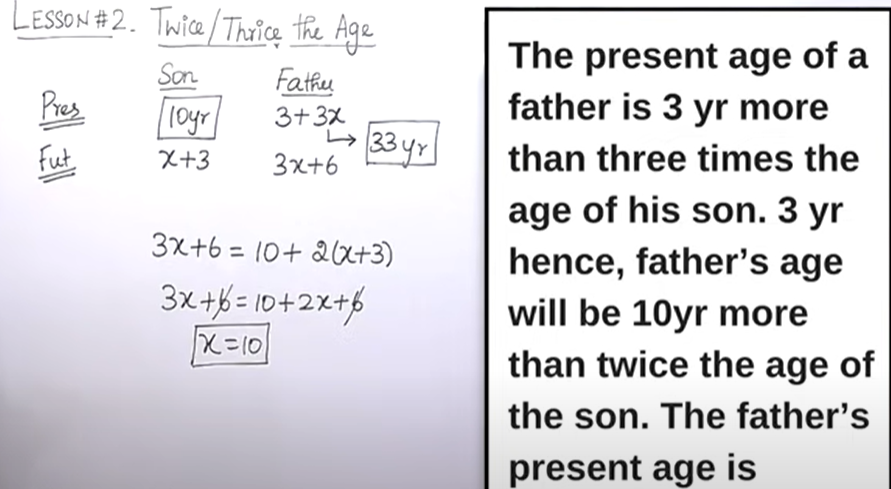 LESSON #2. Twice/Thrice the Age
Son Father
Pres 10yr 3+3x
33yr
Fut x+3 3x+6
3x+6 = 10+ 2(x+3)
3x+6=10+2x+6
x=10
The present age of a
father is 3 yr more
than three times the
age of his son. 3 yr
hence, father's age
will be 10yr more
than twice the age of
the son. The father's
present age is